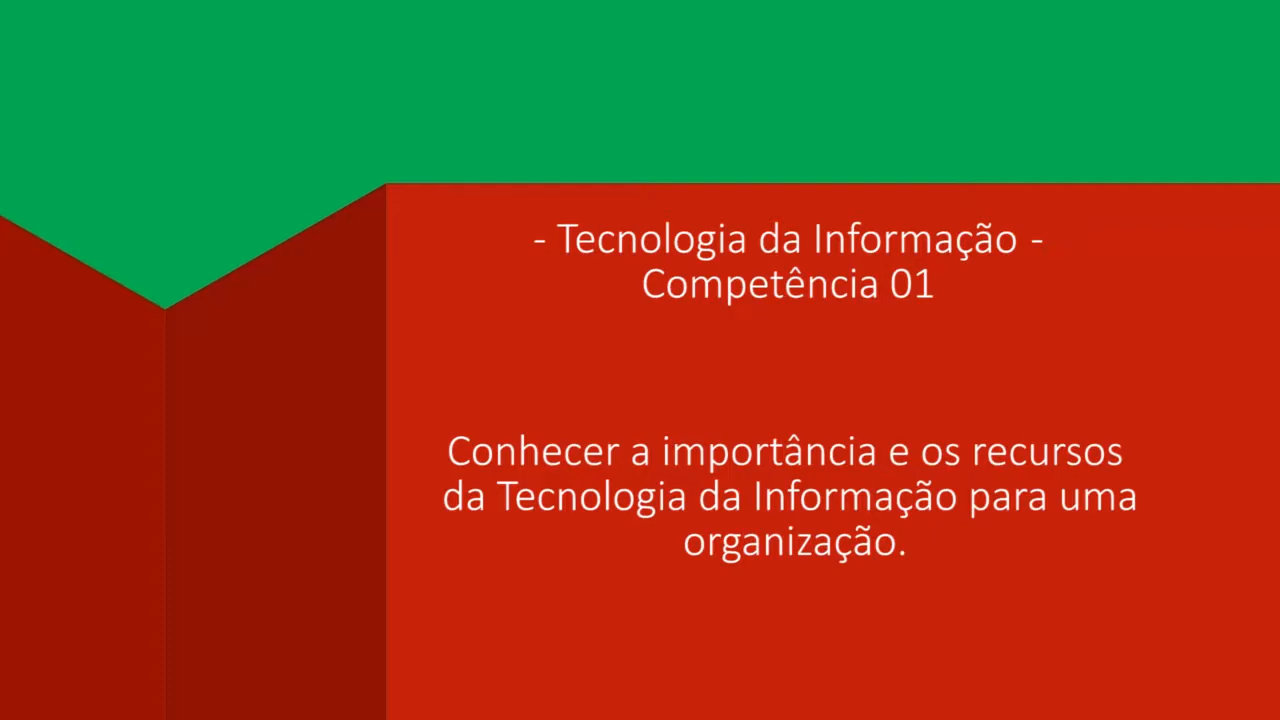 - Tecnologia da Informação -
Competência 01
Conhecer a importância e os recursos
da Tecnologia da Informação para uma
organização.